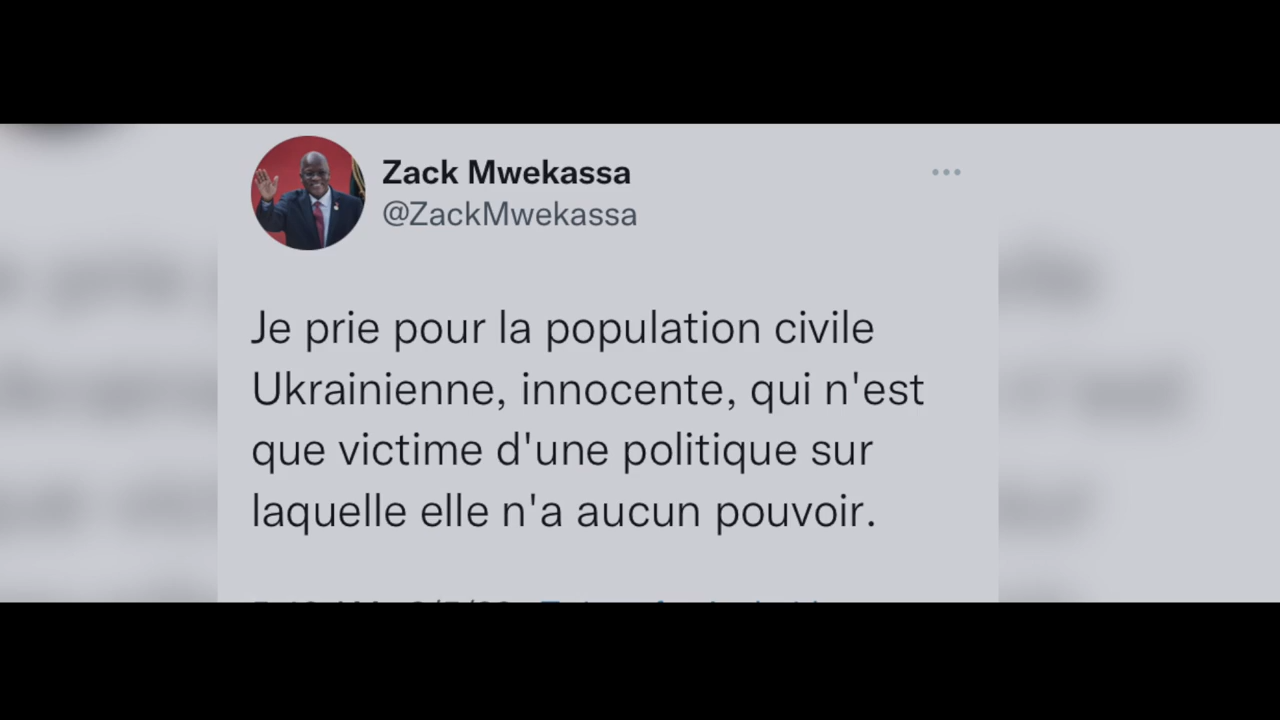 Zack Mwekassa
@ZackMwekassa
Je prie pour la population civile
Ukrainienne, innocente, qui n'est
que victime d'une politique sur
laquelle elle n'a aucun pouvoir.